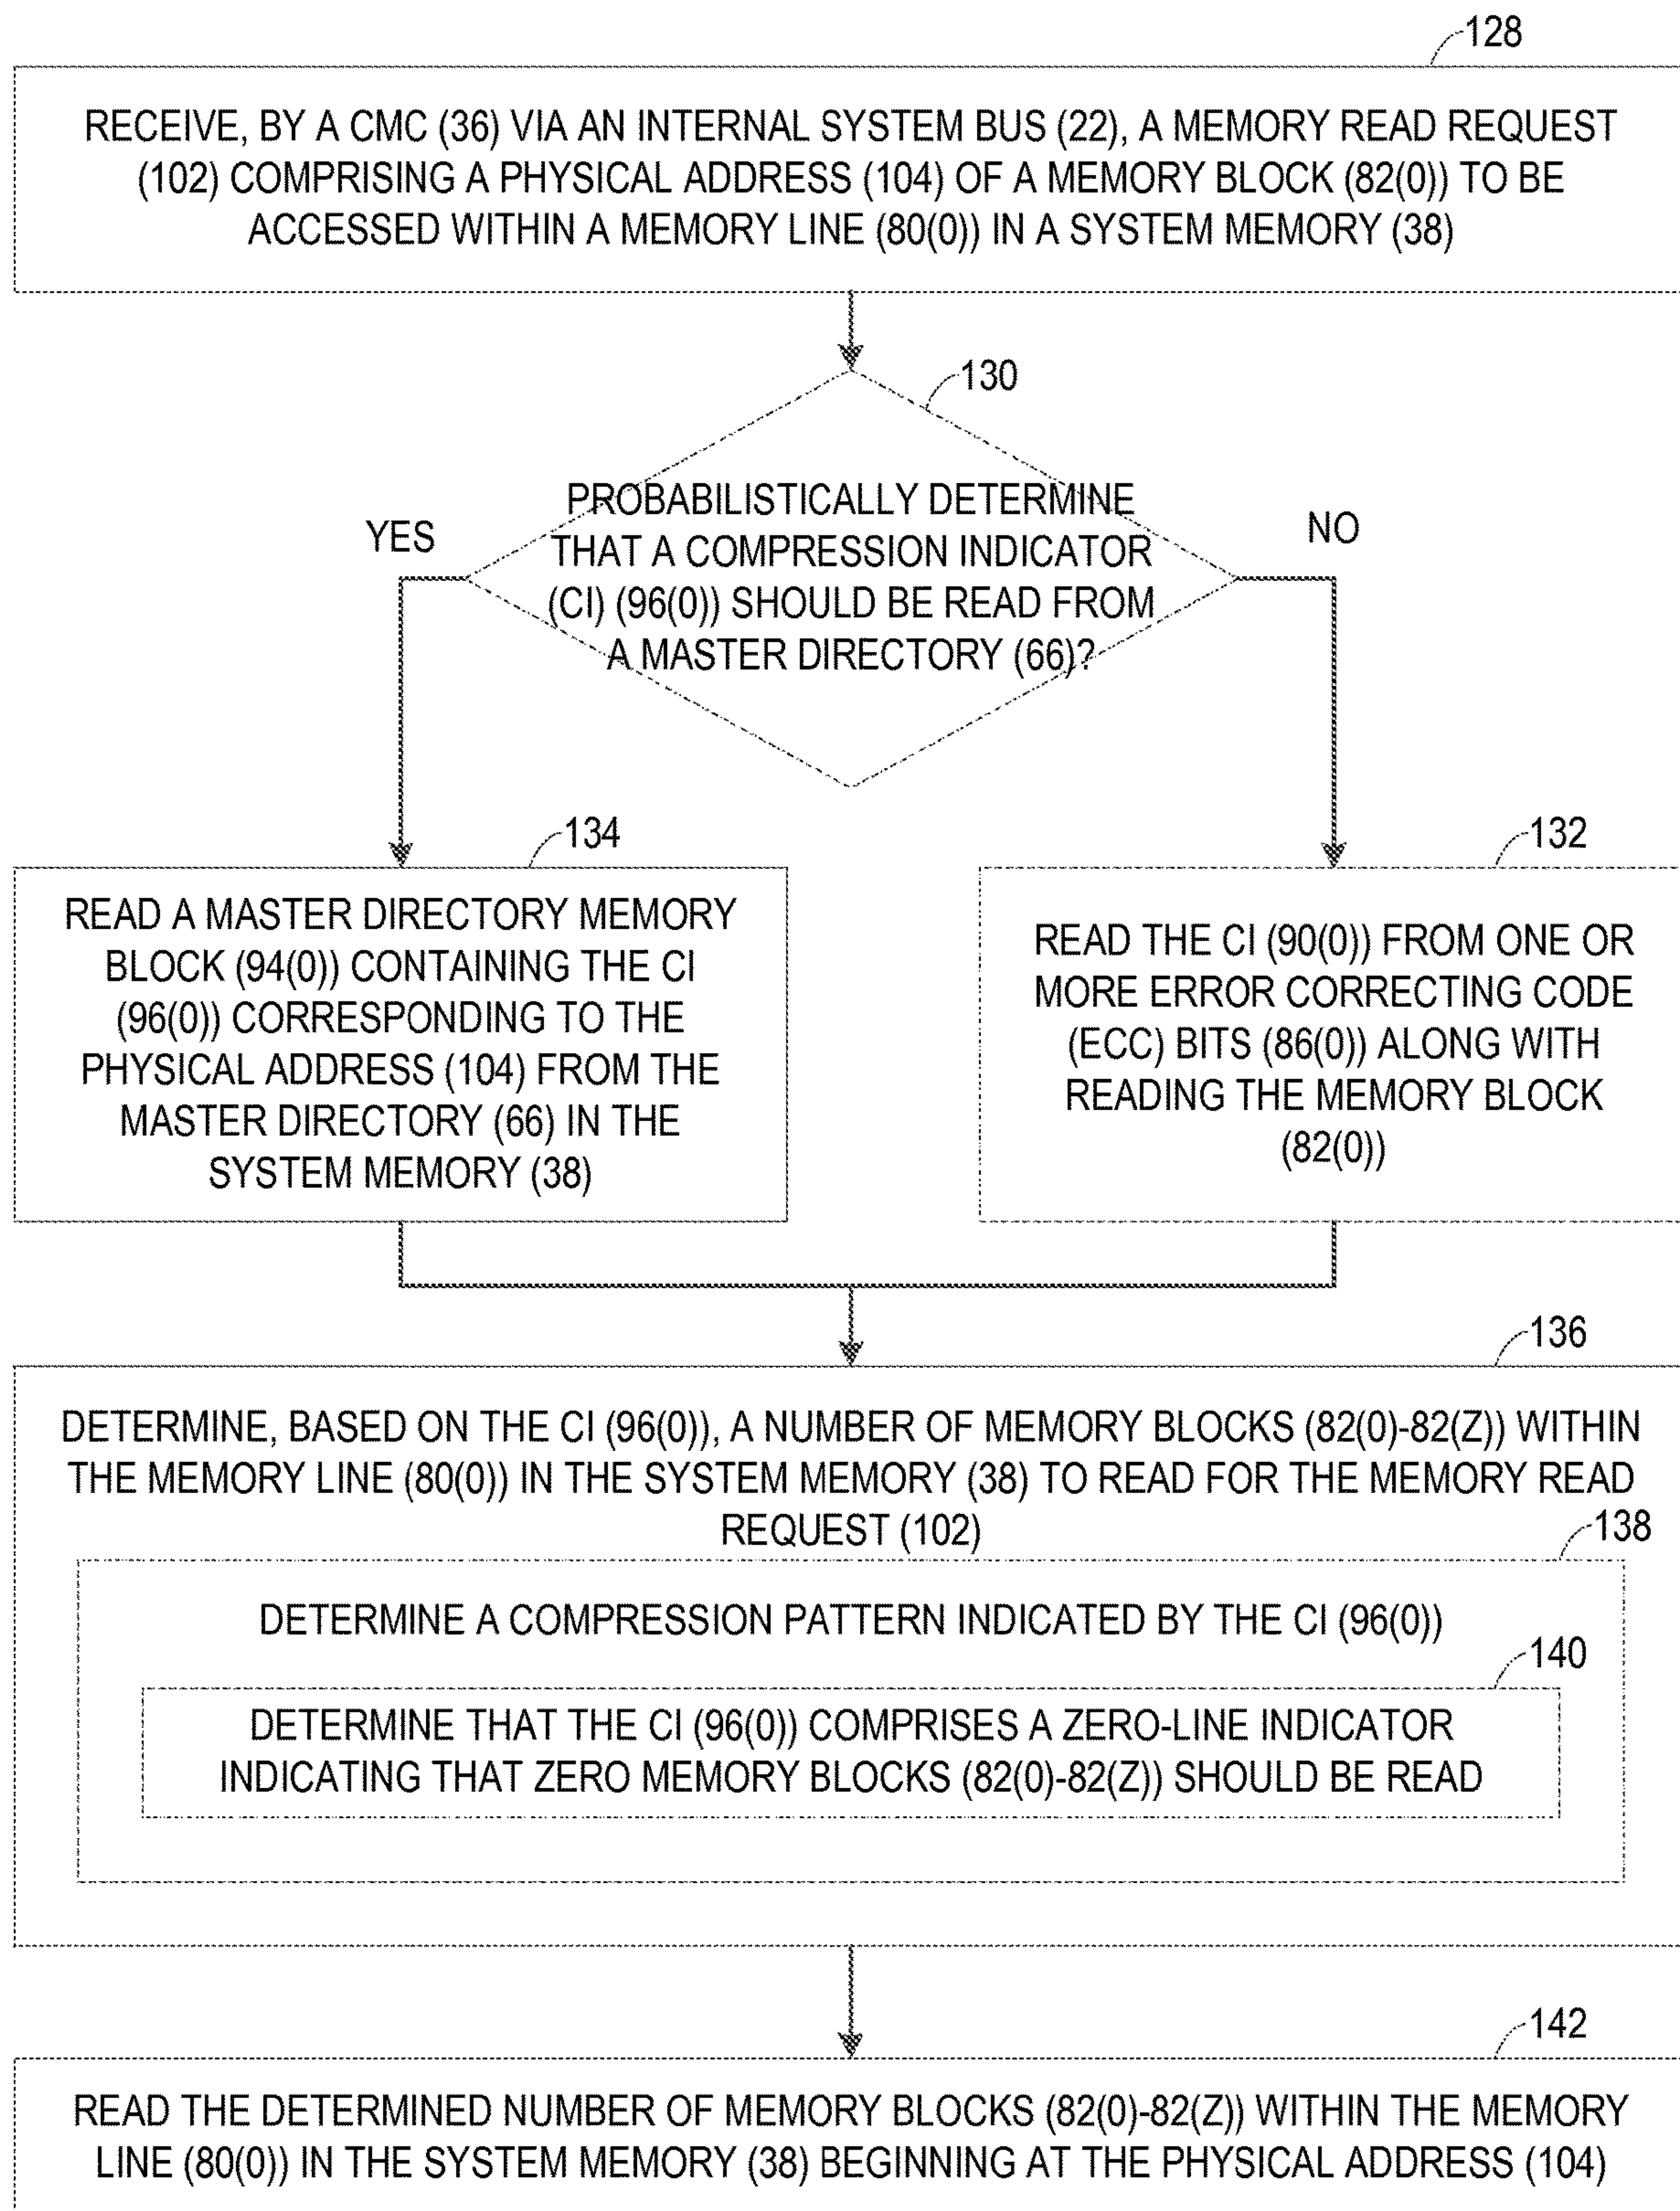 128
RECEIVE, BY A CMC (36) VIA AN INTERNAL SYSTEM BUS (22), A MEMORY READ REQUEST
(102) COMPRISING A PHYSICAL ADDRESS (104) OF A MEMORY BLOCK (82(0)) TO BE
ACCESSED WITHIN A MEMORY LINE (80(0)) IN A SYSTEM MEMORY (38)
130
PROBABILISTICALLY DETERMINE
THAT A COMPRESSION INDICATOR
(CI) (96(0)) SHOULD BE READ FROM
A MASTER DIRECTORY (66)?
YES
NO
134
READ A MASTER DIRECTORY MEMORY
BLOCK (94(0)) CONTAINING THE CI
(96(0)) CORRESPONDING TO THE
PHYSICAL ADDRESS (104) FROM THE
MASTER DIRECTORY (66) IN THE
SYSTEM MEMORY (38)
132
READ THE CI (90(0)) FROM ONE OR
MORE ERROR CORRECTING CODE
(ECC) BITS (86(0)) ALONG WITH
READING THE MEMORY BLOCK
(82(0))
136
DETERMINE, BASED ON THE CI (96(0)), A NUMBER OF MEMORY BLOCKS (82(0)-82(Z)) WITHIN
THE MEMORY LINE (80(0)) IN THE SYSTEM MEMORY (38) TO READ FOR THE MEMORY READ
REQUEST (102)
138
DETERMINE A COMPRESSION PATTERN INDICATED BY THE CI (96(0))
140
DETERMINE THAT THE CI (96(0)) COMPRISES A ZERO-LINE INDICATOR
INDICATING THAT ZERO MEMORY BLOCKS (82(0)-82(Z)) SHOULD BE READ
142
READ THE DETERMINED NUMBER OF MEMORY BLOCKS (82(0)-82(Z)) WITHIN THE MEMORY
LINE (80(0)) IN THE SYSTEM MEMORY (38) BEGINNING AT THE PHYSICAL ADDRESS (104)